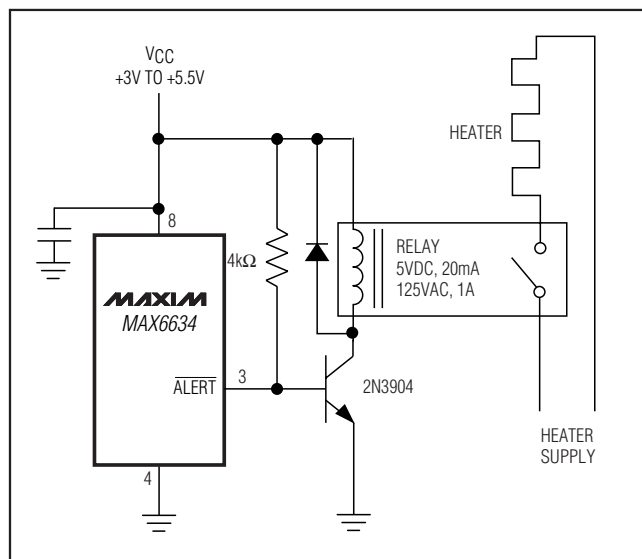 VCC
+3V TO +5.5V
HEATER
8
4kΩ
RELAY
5VDC, 20mA
125VAC, 1A
MAXIM
MAX6634
ALERT
3
2N3904
4
HEATER
SUPPLY